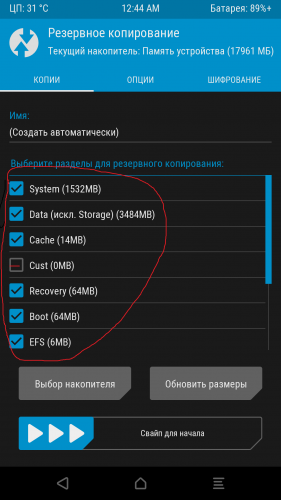 ЦП: 31 °C 12:44 AM Батарея: 89%+
Резервное копирование
Текущий накопитель: Память устройства (17961 МБ)
КОПИИ ОПЦИИ ШИФРОВАНИЕ
Имя:
(Создать автоматически)
Выберите разделы для резервного копирования:
System (1532MB)
Data (искл. Storage) (3484MB)
Cache (14MB)
Cust (0MB)
Recovery (64MB)
Boot (64MB)
EFS (6MB)
Выбор накопителя Обновить размеры
Свайп для начала